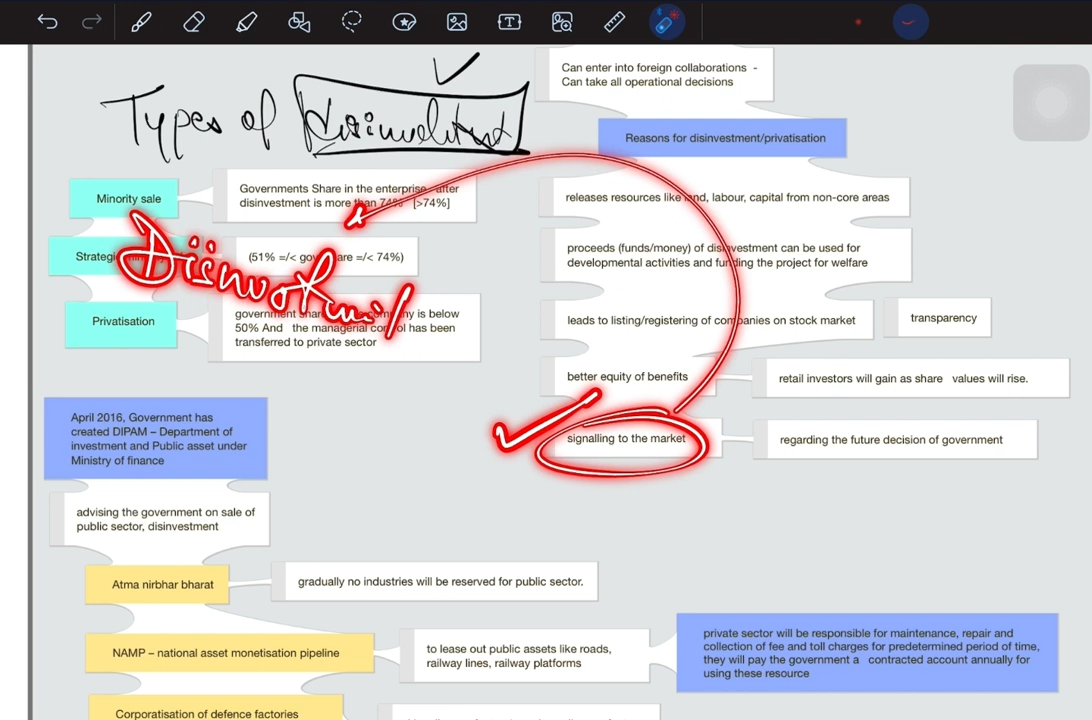 Can enter into foreign collaborations -
Can take all operational decisions
Types of
Reasons for disinvestment/privatisation
Minority sale
Governments Share in the enterprise after
disinvestment is more than 74% [>74%]
releases resources like land, labour, capital from non-core areas
(51% =/< =/< 74%)
proceeds (funds/money) of disinvestment can be used for
developmental activities and funding the project for welfare
Privatisation
government is below
50% And the managerial control has been
transferred to private sector
leads to listing/registering of companies on stock market
transparency
better equity of benefits
retail investors will gain as share values will rise.
signalling to the market
regarding the future decision of government
April 2016, Government has
created DIPAM – Department of
investment and Public asset under
Ministry of finance
advising the government on sale of
public sector, disinvestment
Atma nirbhar bharat
gradually no industries will be reserved for public sector.
NAMP – national asset monetisation pipeline
to lease out public assets like roads,
railway lines, railway platforms
private sector will be responsible for maintenance, repair and
collection of fee and toll charges for predetermined period of time,
they will pay the government a contracted account annually for
using these resource
Corporatisation of defence factories